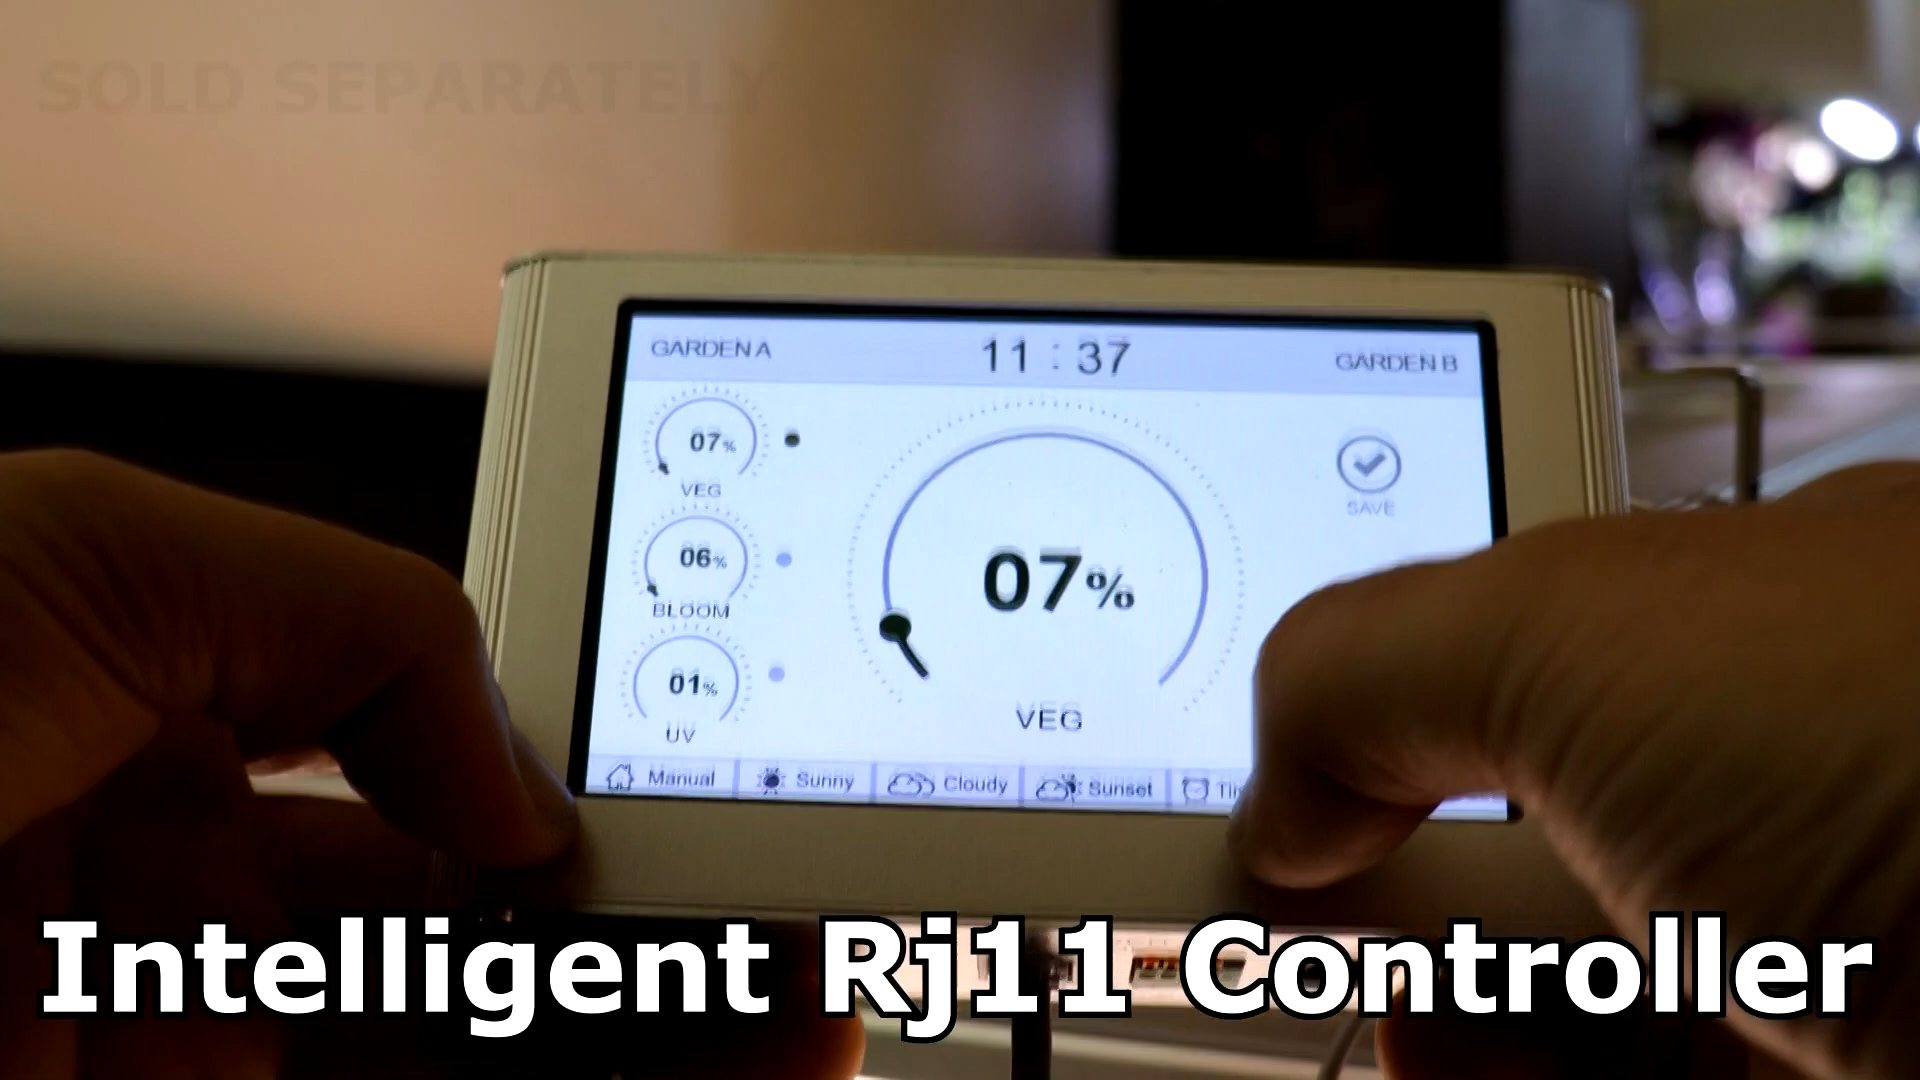 SOLD SEPARATELY
GARDEN A
11 : 37
GARDEN B
07%
VEG
06%
BLOOM
01%
UV
07%
VEG
SAVE
Manual
Sunny
Cloudy
Sunset
Intelligent Rj11 Controller